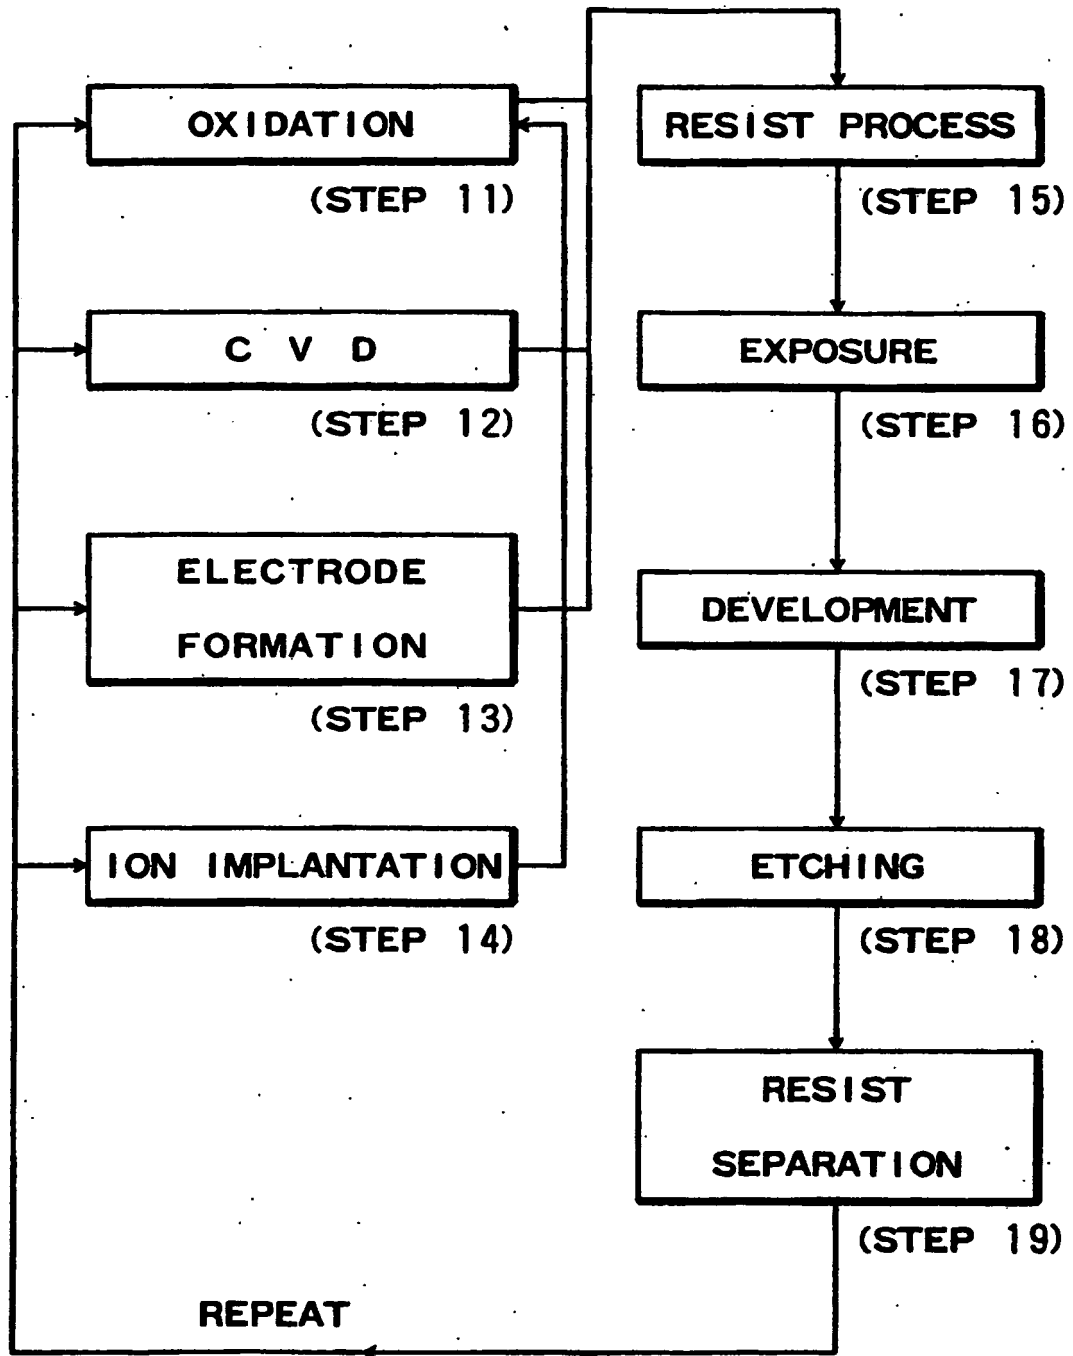 OXIDATION
(STEP 11)
CVD
(STEP 12)
ELECTRODE
FORMATION
(STEP 13)
ION IMPLANTATION
(STEP 14)
RESIST PROCESS
(STEP 15)
EXPOSURE
(STEP 16)
DEVELOPMENT
(STEP 17)
ETCHING
(STEP 18)
RESIST
SEPARATION
(STEP 19)
REPEAT